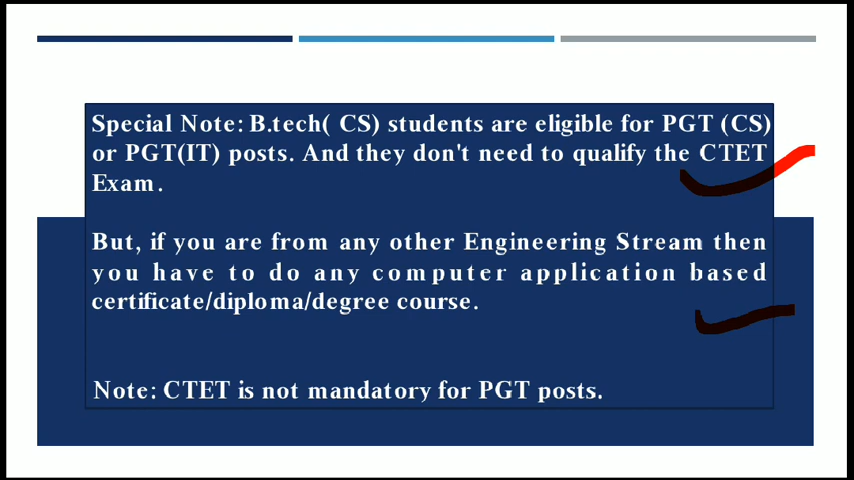 Special Note: B.tech( CS) students are eligible for PGT (CS)
or PGT(IT) posts. And they don't need to qualify the CTET
Exam.
But, if you are from any other Engineering Stream then
you have to do any computer application based
certificate/diploma/degree course.
Note: CTET is not mandatory for PGT posts.